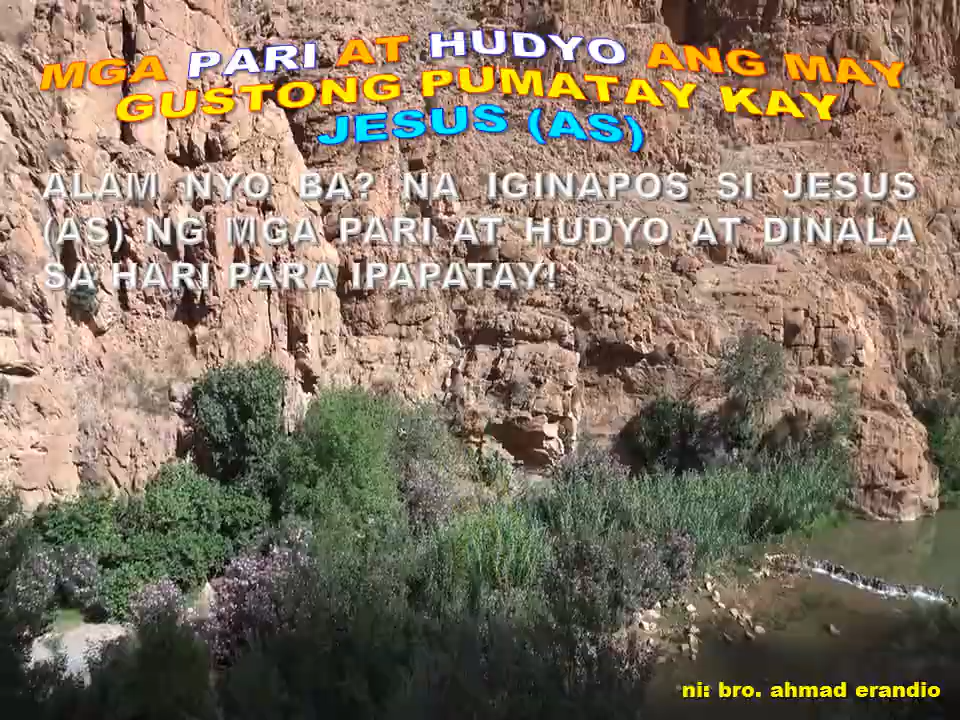 MGA PARI AT HUDYO ANG MAY
GUSTONG PUMATAY KAY
JESUS (AS)
ALAM NYO BA? NA IGINAPOS SI JESUS
(AS) NG MGA PARI AT HUDYO AT DINALA
SA HARI PARA IPAPATAY!
ni: bro. ahmad erandio